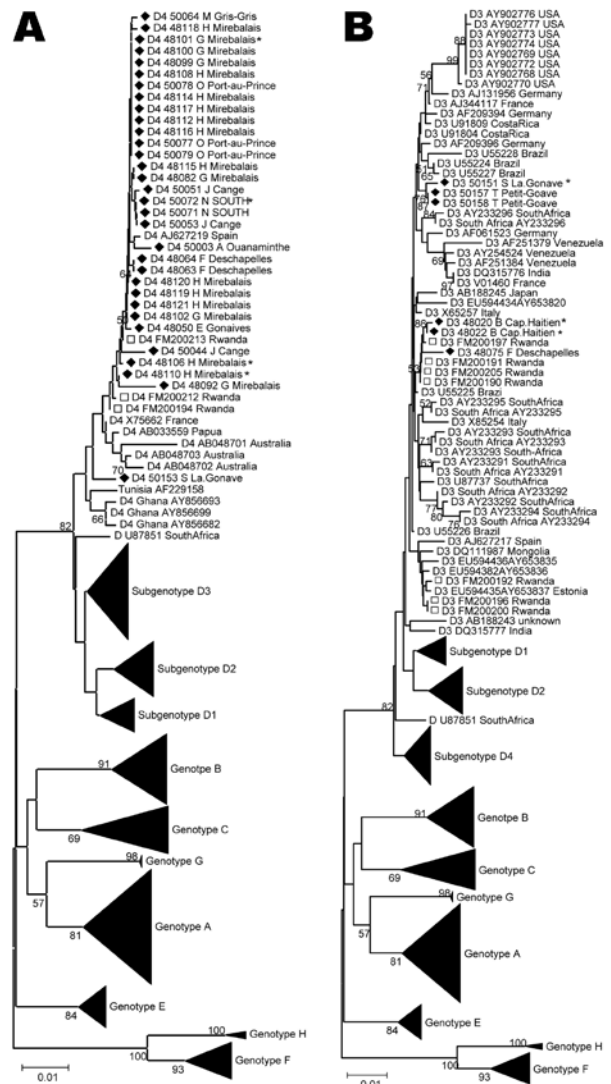 A
D4 50064 M Gris-Gris
D4 48118 H Mirebalais
D4 48101 G Mirebalais*
D4 48100 G Mirebalais
D4 48099 G Mirebalais
D4 48108 H Mirebalais
D4 50078 O Port-au-Prince
D4 48114 H Mirebalais
D4 48117 H Mirebalais
D4 48112 H Mirebalais
D4 48116 H Mirebalais
D4 50077 O Port-au-Prince
D4 50079 O Port-au-Prince
D4 48115 H Mirebalais
D4 48082 G Mirebalais
D4 50051 J Cange
D4 50072 N SOUTH*
D4 50071 N SOUTH
D4 50053 J Cange
D4 AJ627219 Spain
D4 50003 A Ouanaminthe
D4 48064 F Deschapelles
64
D4 48063 F Deschapelles
D4 48120 H Mirebalais
D4 48119 H Mirebalais
D4 48121 H Mirebalais
D4 48102 G Mirebalais
D4 48050 E Gonaives
D4 FM200213 Rwanda
D4 50044 J Cange
D4 48106 H Mirebalais*
D4 48110 H Mirebalais*
D4 48092 G Mirebalais
D4 FM200212 Rwanda
D4 FM200194 Rwanda
D4 X75662 France
D4 AB033559 Papua
D4 AB048701 Australia
D4 AB048703 Australia
D4 AB048702 Australia
70
D4 50153 S La.Gonave
Tunisia AF229158
D4 Ghana AY856693
D4 Ghana AY856699
66
D4 Ghana AY856682
82
D U87851 SouthAfrica
Subgenotype D3
Subgenotype D2
Subgenotype D1
91
Genotpe B
69
Genotype C
98
Genotype G
57
81
Genotype A
84
Genotype E
100
Genotype H
100
93
Genotype F
0.01
B
D3 AY902776 USA
D3 AY902777 USA
D3 AY902773 USA
88
D3 AY902774 USA
D3 AY902769 USA
99
D3 AY902772 USA
D3 AY902768 USA
56
D3 AY902770 USA
71
D3 AJ131956 Germany
D3 AJ344117 France
D3 AF209394 Germany
D3 U91809 CostaRica
D3 U91804 CostaRica
D3 AF209396 Germany
D3 U55228 Brazil
D3 U55224 Brazil
51
D3 U55227 Brazil
65
D3 50151 S La.Gonave *
D3 50157 T Petit-Goave
87
D3 50158 T Petit-Goave
84
D3 AY233296 SouthAfrica
South Africa AY233296
D3 AF061523 Germany
D3 AF251379 Venezuela
D3 AY254524 Venezuela
69
D3 AF251384 Venezuela
D3 DQ315776 India
97
D3 V01460 France
D3 AB188245 Japan
D3 EU594434AY653820
D3 X65257 Italy
86
D3 48020 B Cap.Haitien*
D3 48022 B Cap.Haitien *
D3 FM200197 Rwanda
D3 48075 F Deschapelles
D3 FM200191 Rwanda
53
D3 FM200205 Rwanda
D3 FM200190 Rwanda
D3 U55225 Brazi
52
D3 AY233295 SouthAfrica
D3 South Africa AY233295
D3 X85254 Italy
D3 AY233293 SouthAfrica
71
D3 South Africa AY233293
D3 AY233293 South-Africa
63
D3 AY233291 SouthAfrica
D3 South Africa AY233291
D3 U87737 SouthAfrica
D3 South Africa AY233292
77
D3 AY233292 SouthAfrica
80
D3 AY233294 SouthAfrica
76
D3 South Africa AY233294
D3 U55226 Brazil
D3 AJ627217 Spain
D3 DQ111987 Mongolia
D3 EU594436AY653835
D3 EU594382AY653836
D3 FM200192 Rwanda
D3 EU594435AY653837 Estonia
D3 FM200196 Rwanda
D3 FM200200 Rwanda
D3 AB188243 unknown
D3 DQ315777 India
Subgenotype D1
Subgenotype D2
82
D U87851 SouthAfrica
Subgenotype D4
91
Genotpe B
69
Genotype C
98
Genotype G
57
81
Genotype A
84
Genotype E
100
Genotype H
100
93
Genotype F
0.01